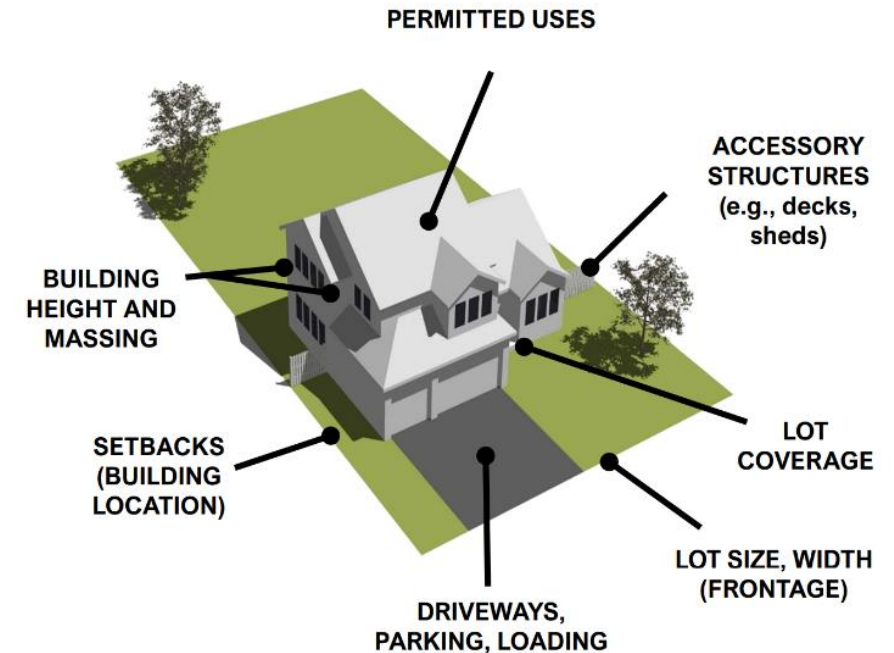 PERMITTED USES
ACCESSORY
STRUCTURES
(e.g., decks,
sheds)
BUILDING
HEIGHT AND
MASSING
SETBACKS
(BUILDING
LOCATION)
LOT
COVERAGE
LOT SIZE, WIDTH
(FRONTAGE)
DRIVEWAYS,
PARKING, LOADING